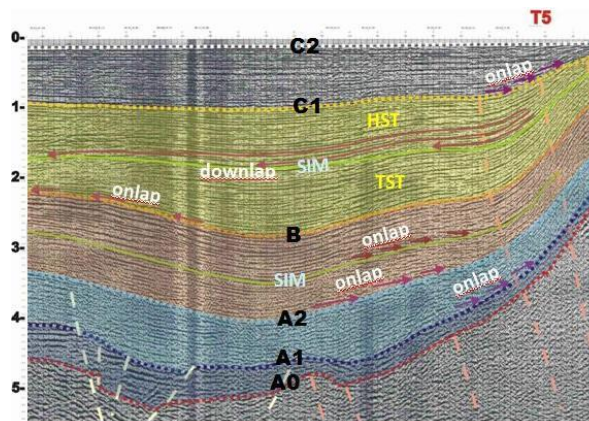 T5
0-
C2
onlap
C1
1-
HST
downlap
SIM
2-
TST
onlap
B
onlap
3-
SIM
onlap
onlap
A2
4-
A1
A0
5-